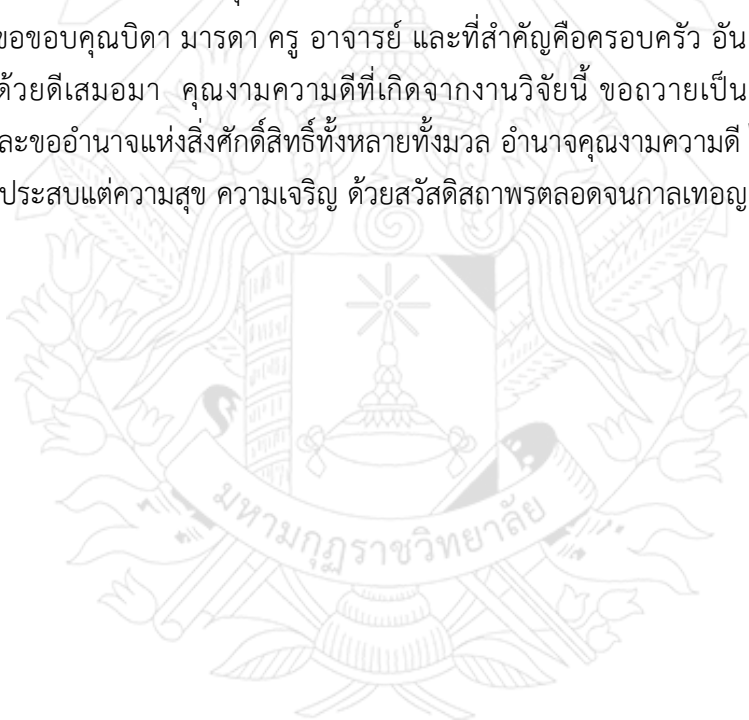 ขอขอบคุณบิดา มารดา ครู อาจารย์ และที่สำคัญคือครอบครัว อัน
ด้วยดีเสมอมา คุณงามความดีที่เกิดจากงานวิจัยนี้ ขอถวายเป็น
ละขออำนาจแห่งสิ่งศักดิ์สิทธิ์ทั้งหลายทั้งมวล อำนาจคุณงามความดี
ประสบแต่ความสุข ความเจริญ ด้วยสวัสดิสถาพรตลอดจนกาลเทอญ
มหามกุฏราชวิทยาลัย